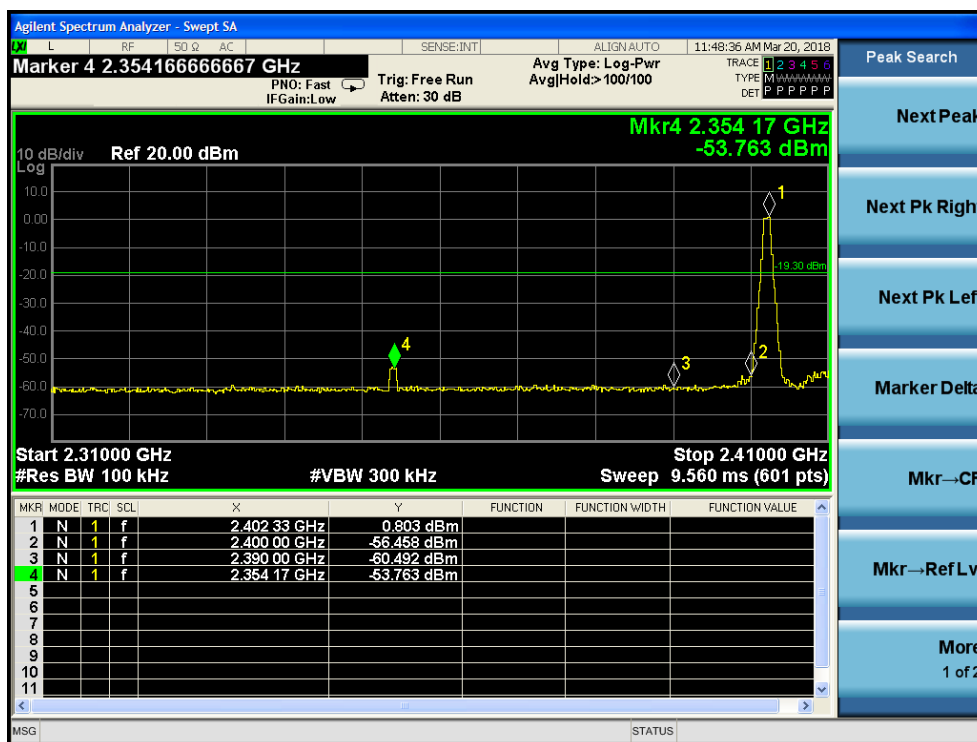 Agilent Spectrum Analyzer - Swept SA
LXI L RF 50 Ω AC SENSE:INT ALIGN AUTO 11:48:36 AM Mar 20, 2018
Marker 4 2.354166666667 GHz
PNO: Fast
IFGain:Low
Trig: Free Run
Atten: 30 dB
Avg Type: Log-Pwr
Avg|Hold:>100/100
TRACE 1 2 3 4 5 6
TYPE M
DET P P P P P P
Mkr4 2.354 17 GHz
-53.763 dBm
10 dB/div Ref 20.00 dBm
Log
10.0
0.00
-10.0
-20.0
-30.0
-40.0
-50.0
-60.0
-70.0
1
-19.30 dBm
4
3
2
Start 2.31000 GHz Stop 2.41000 GHz
#Res BW 100 kHz #VBW 300 kHz Sweep 9.560 ms (601 pts)
MKR MODE TRC SCL X Y FUNCTION FUNCTION WIDTH FUNCTION VALUE
1 N 1 f 2.402 33 GHz 0.803 dBm
2 N 1 f 2.400 00 GHz -56.458 dBm
3 N 1 f 2.390 00 GHz -60.492 dBm
4 N 1 f 2.354 17 GHz -53.763 dBm
5
6
7
8
9
10
11
MSG STATUS
Peak Search
Next Peak
Next Pk Righ
Next Pk Lef
Marker Delta
Mkr→CF
Mkr→Ref Lv
More
1 of 2